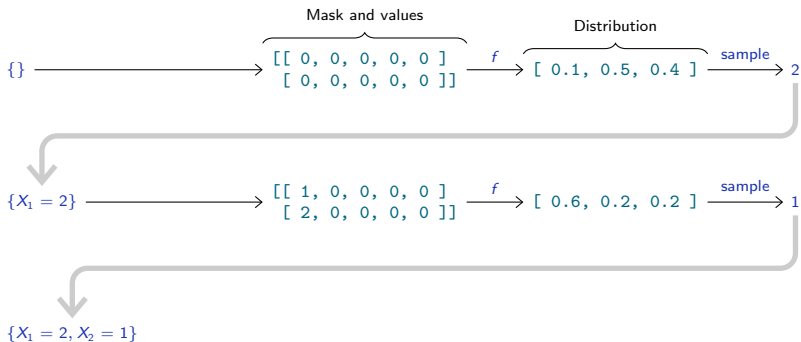 Mask and values
Distribution
{} [[ 0, 0, 0, 0, 0 ] f [ 0.1, 0.5, 0.4 ] sample 2
[ 0, 0, 0, 0, 0 ]]
{X₁ = 2} [[ 1, 0, 0, 0, 0 ] f [ 0.6, 0.2, 0.2 ] sample 1
[ 2, 0, 0, 0, 0 ]]
{X₁ = 2, X₂ = 1}